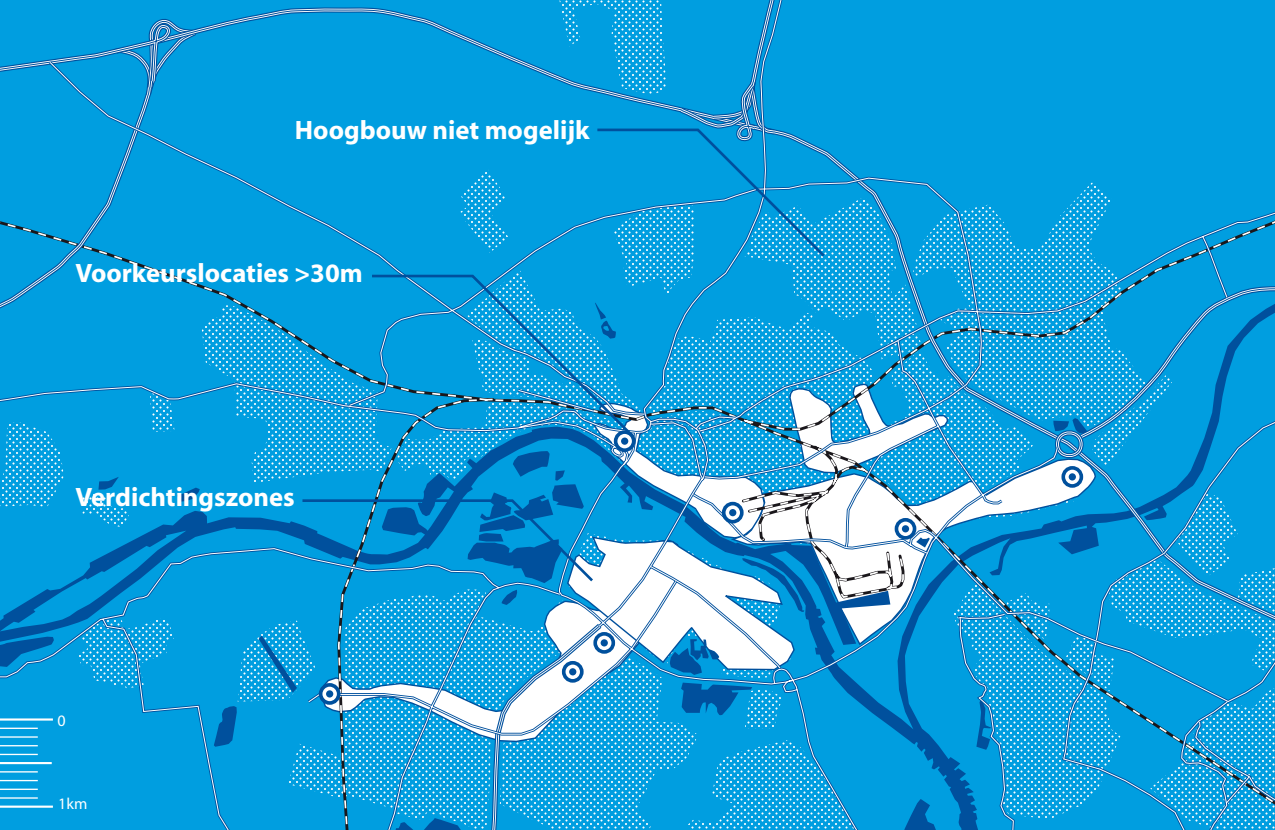 Hoogbouw niet mogelijk
Voorkeurslocaties >30m
Verdichtingszones
0
1km